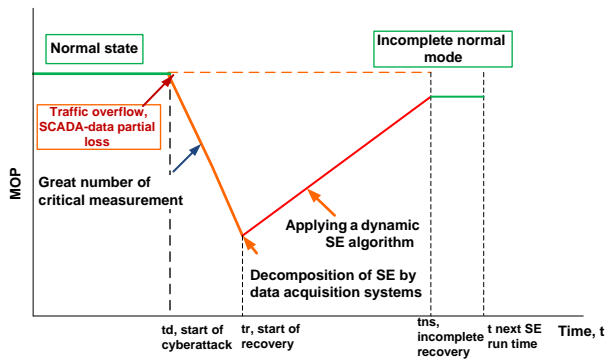 Normal state
Incomplete normal
mode
Traffic overflow,
SCADA-data partial
loss
Great number of
critical measurement
MOP
Applying a dynamic
SE algorithm
Decomposition of SE by
data acquisition systems
td, start of
cyberattack
tr, start of
recovery
tns,
incomplete
recovery
t next SE
run time
Time, t